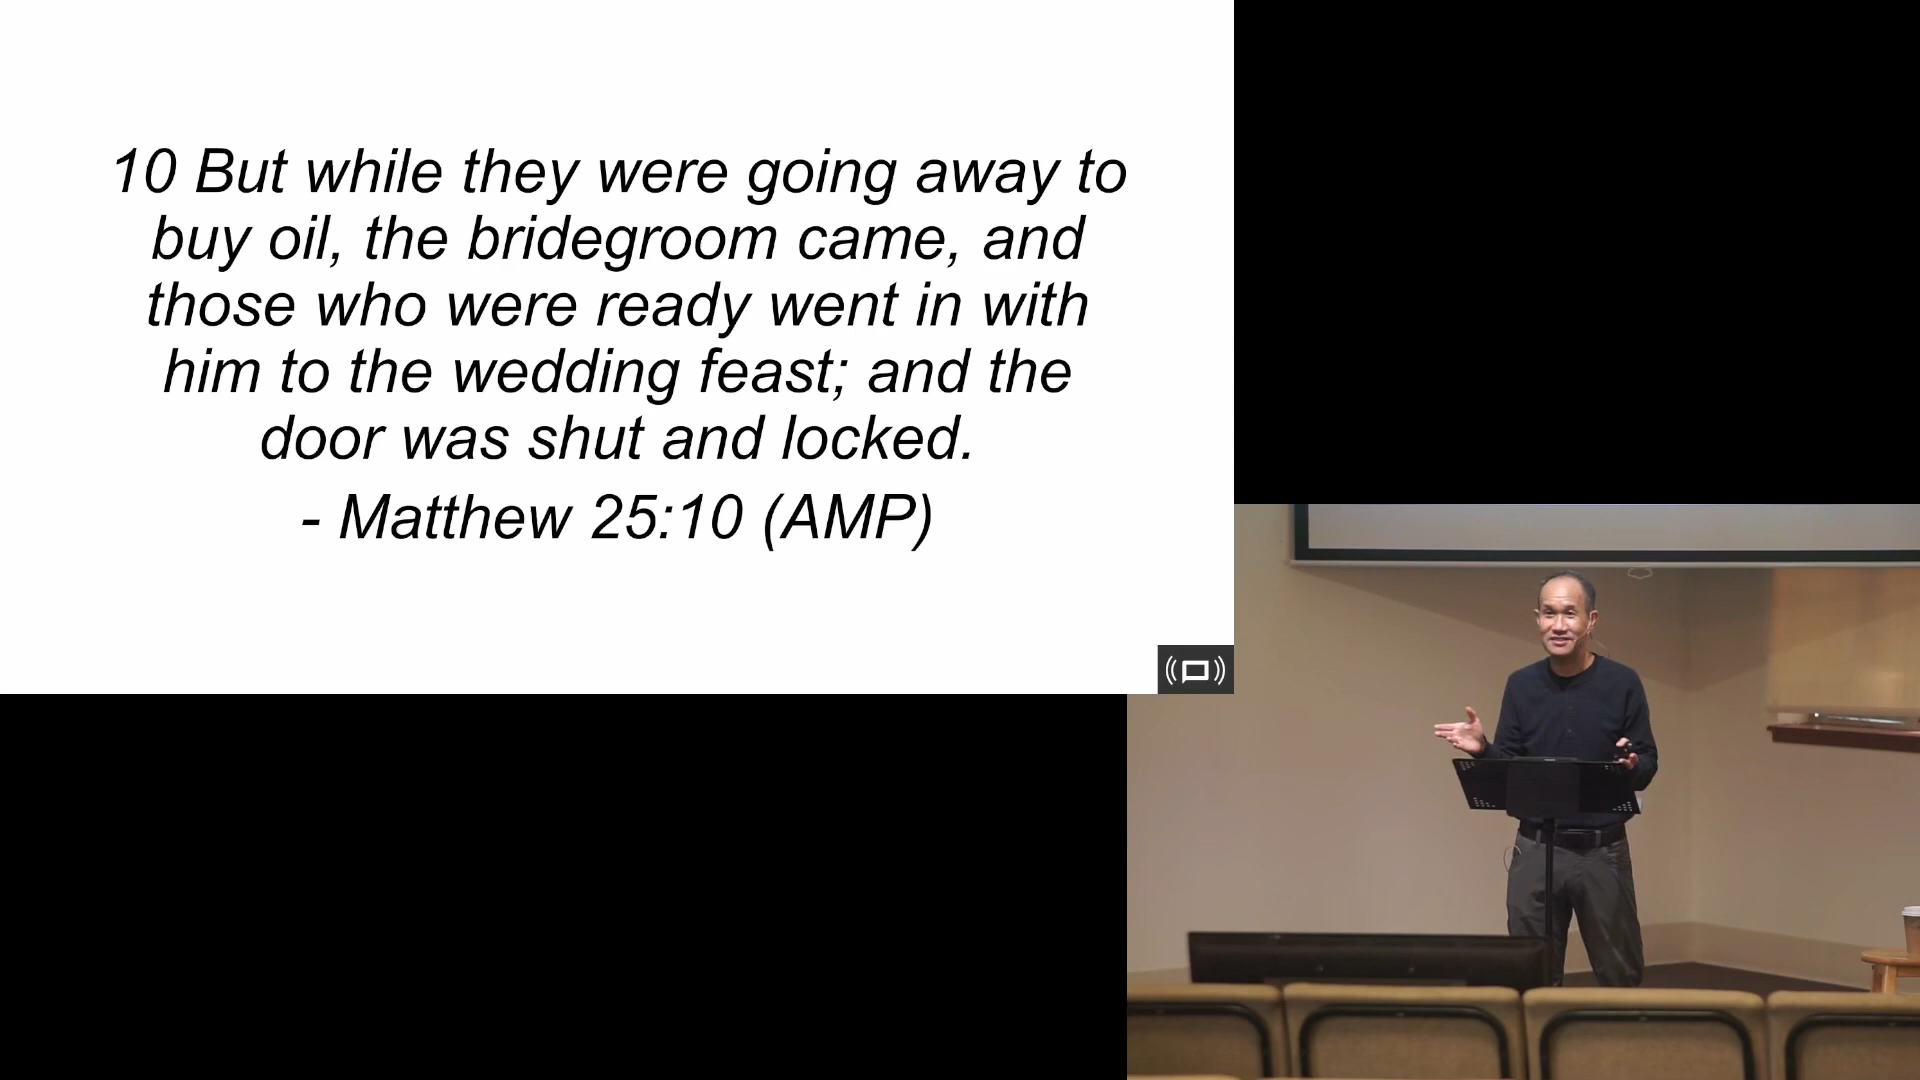 10 But while they were going away to
buy oil, the bridegroom came, and
those who were ready went in with
him to the wedding feast; and the
door was shut and locked.
- Matthew 25:10 (AMP)